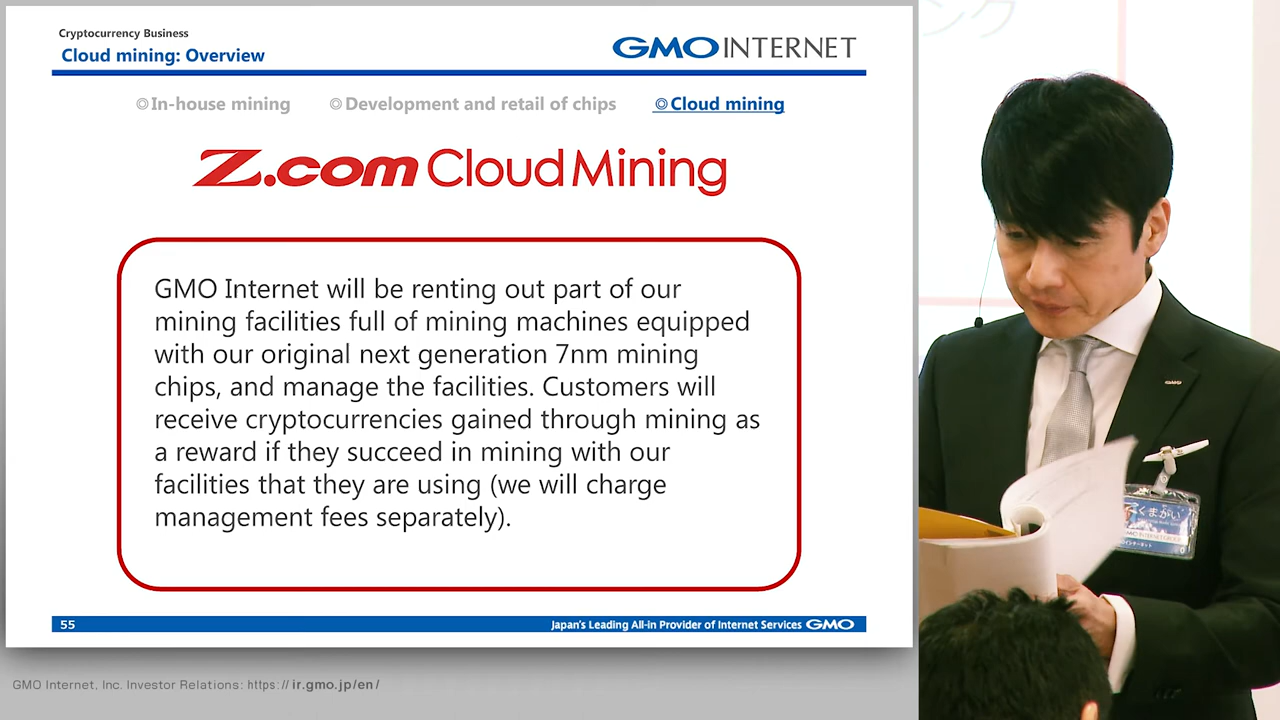 Cryptocurrency Business
Cloud mining: Overview
GMO INTERNET
◎In-house mining ◎Development and retail of chips ◎Cloud mining
Z.com Cloud Mining
GMO Internet will be renting out part of our
mining facilities full of mining machines equipped
with our original next generation 7nm mining
chips, and manage the facilities. Customers will
receive cryptocurrencies gained through mining as
a reward if they succeed in mining with our
facilities that they are using (we will charge
management fees separately).
55
Japan's Leading All-in Provider of Internet Services GMO
GMO Internet, Inc. Investor Relations: https://ir.gmo.jp/en/
くまがい